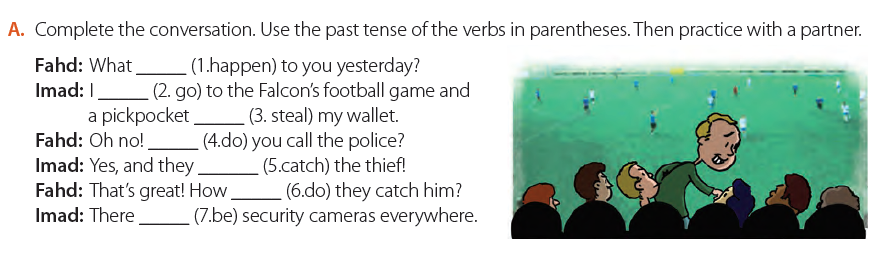 A. Complete the conversation. Use the past tense of the verbs in parentheses. Then practice with a partner.
Fahd: What _____ (1.happen) to you yesterday?
Imad: I _____ (2. go) to the Falcon's football game and
a pickpocket _____ (3. steal) my wallet.
Fahd: Oh no! _____ (4.do) you call the police?
Imad: Yes, and they ______ (5.catch) the thief!
Fahd: That's great! How _____ (6.do) they catch him?
Imad: There _____ (7.be) security cameras everywhere.